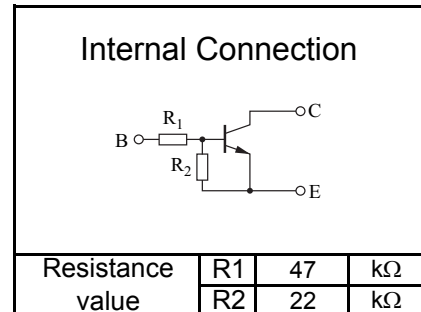 Internal Connection
R1
C
B
R2
E
Resistance value R1 47 kΩ
R2 22 kΩ